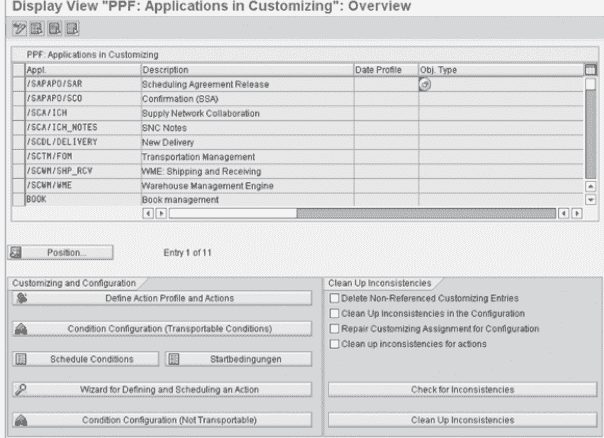 Display View "PPF: Applications in Customizing": Overview
PPF: Applications in Customizing
Appl. Description Date Profile Obj. Type
/SAPAPO/SAR Scheduling Agreement Release
/SAPAPO/SCO Confirmation (SSA)
/SCA/ICH Supply Network Collaboration
/SCA/ICH_NOTES SNC Notes
/SCDL/DELIVERY New Delivery
/SCTM/FOM Transportation Management
/SCWM/SHP_RCV WME: Shipping and Receiving
/SCWM/WME Warehouse Management Engine
BOOK Book management
Position... Entry 1 of 11
Customizing and Configuration
Define Action Profile and Actions
Condition Configuration (Transportable Conditions)
Schedule Conditions Startbedingungen
Wizard for Defining and Scheduling an Action
Condition Configuration (Not Transportable)
Clean Up Inconsistencies
Delete Non-Referenced Customizing Entries
Clean Up Inconsistencies in the Configuration
Repair Customizing Assignment for Configuration
Clean up inconsistencies for actions
Check for Inconsistencies
Clean Up Inconsistencies